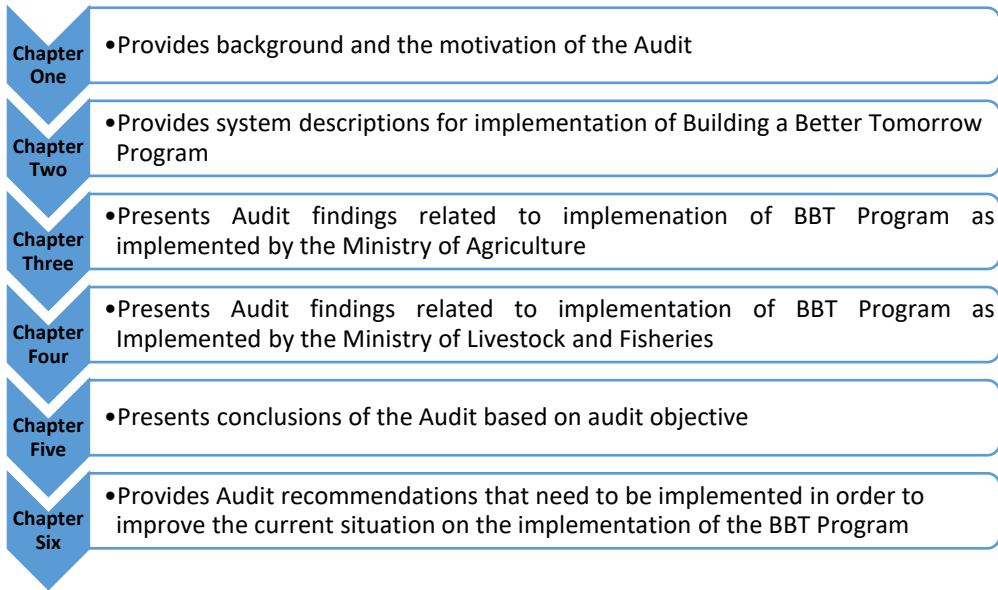 Chapter
One
•Provides background and the motivation of the Audit
Chapter
Two
•Provides system descriptions for implementation of Building a Better Tomorrow
Program
Chapter
Three
•Presents Audit findings related to implemenation of BBT Program as
implemented by the Ministry of Agriculture
Chapter
Four
•Presents Audit findings related to implementation of BBT Program as
Implemented by the Ministry of Livestock and Fisheries
Chapter
Five
•Presents conclusions of the Audit based on audit objective
Chapter
Six
•Provides Audit recommendations that need to be implemented in order to
improve the current situation on the implementation of the BBT Program